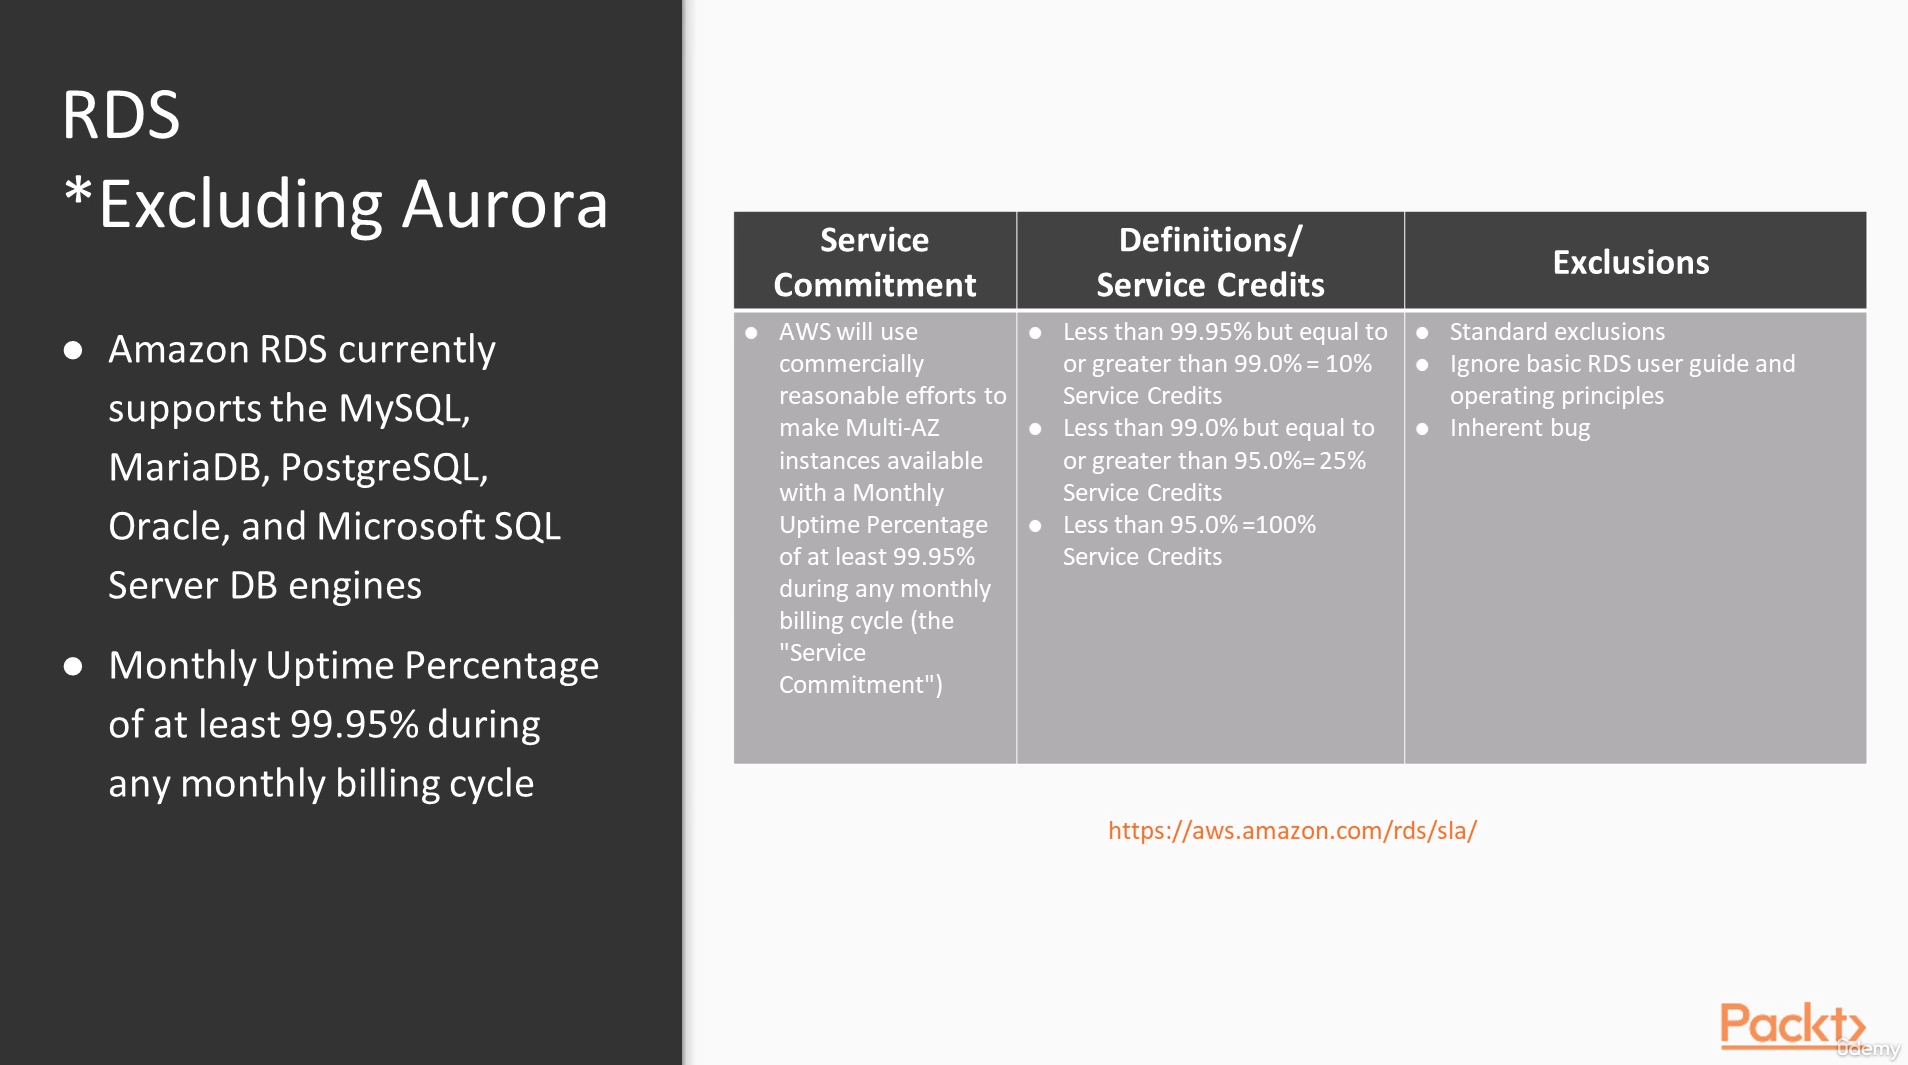 RDS
*Excluding Aurora
● Amazon RDS currently
supports the MySQL,
MariaDB, PostgreSQL,
Oracle, and Microsoft SQL
Server DB engines
● Monthly Uptime Percentage
of at least 99.95% during
any monthly billing cycle
Service
Commitment
● AWS will use
commercially
reasonable efforts to
make Multi-AZ
instances available
with a Monthly
Uptime Percentage
of at least 99.95%
during any monthly
billing cycle (the
"Service
Commitment")
Definitions/
Service Credits
● Less than 99.95% but equal to
or greater than 99.0% = 10%
Service Credits
● Less than 99.0% but equal to
or greater than 95.0%= 25%
Service Credits
● Less than 95.0% =100%
Service Credits
Exclusions
● Standard exclusions
● Ignore basic RDS user guide and
operating principles
● Inherent bug
https://aws.amazon.com/rds/sla/
Packt>
ûdemy